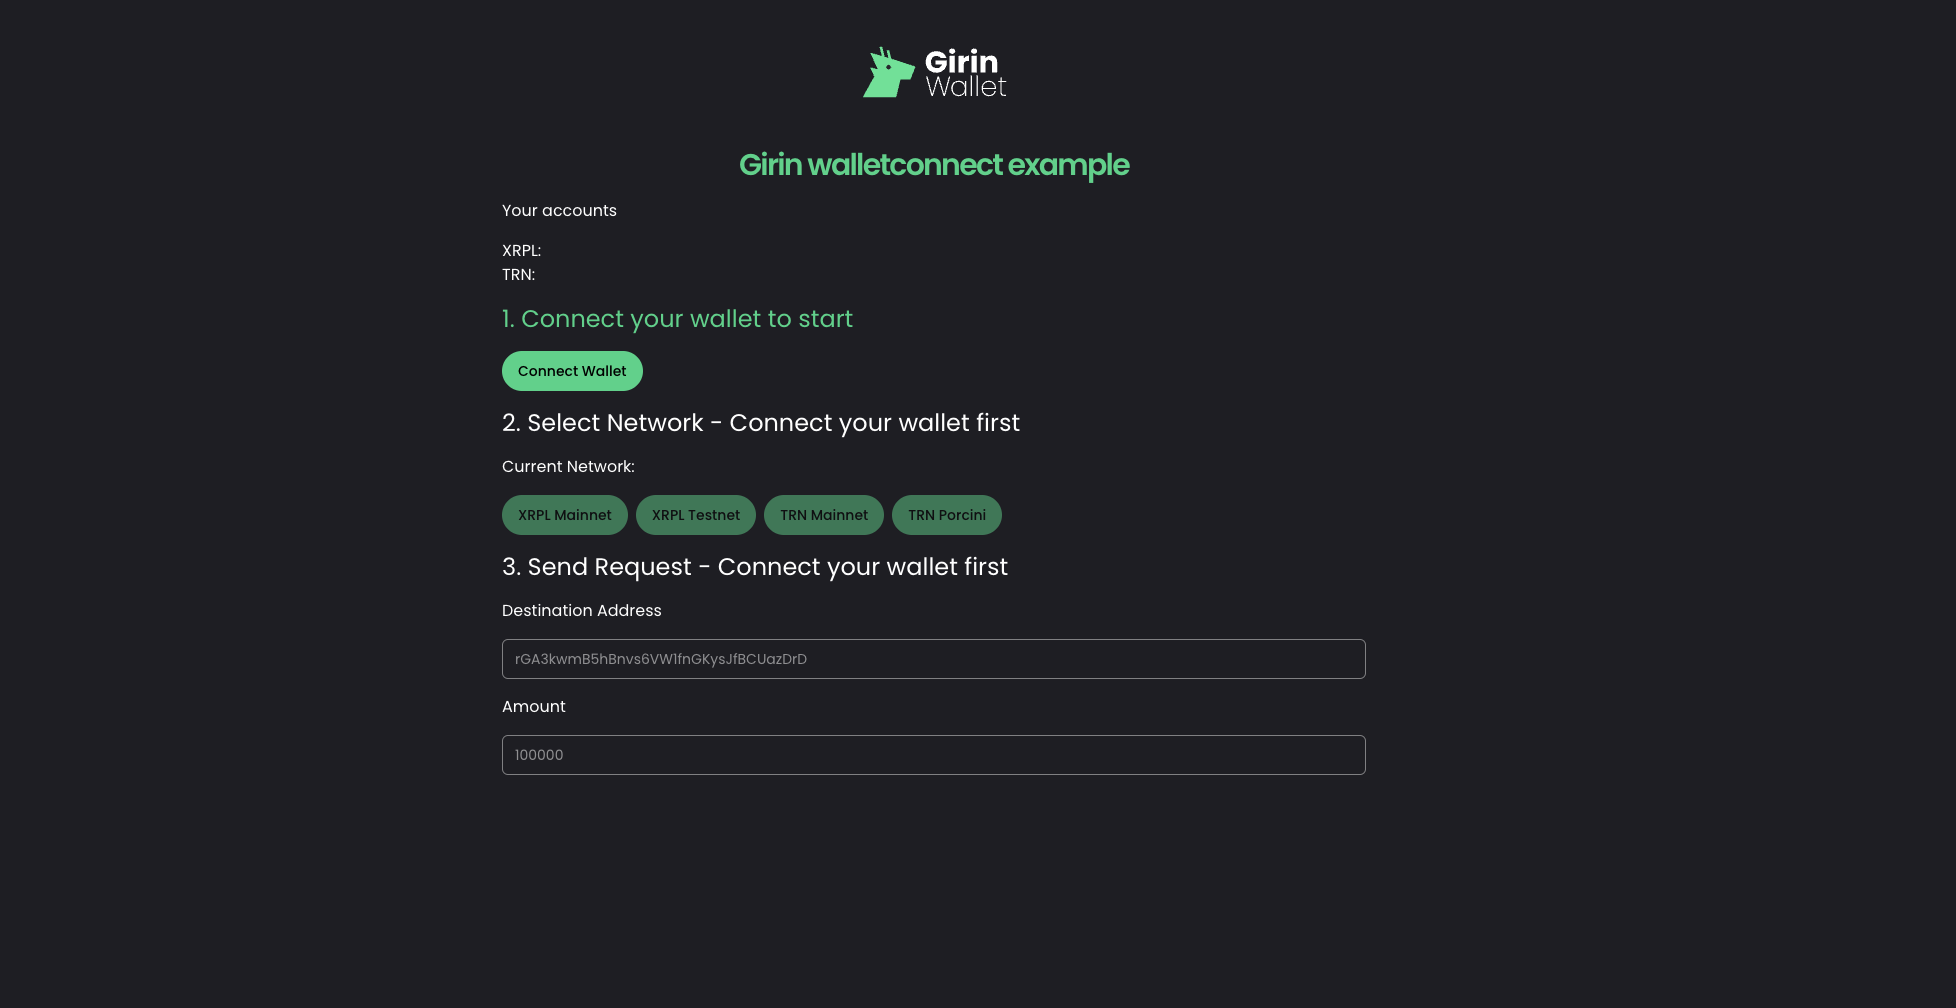 Girin
Wallet
Girin walletconnect example
Your accounts
XRPL:
TRN:
1. Connect your wallet to start
Connect Wallet
2. Select Network - Connect your wallet first
Current Network:
XRPL Mainnet XRPL Testnet TRN Mainnet TRN Porcini
3. Send Request - Connect your wallet first
Destination Address
rGA3kwmB5hBnvs6VW1fnGKysJfBCUazDrD
Amount
100000